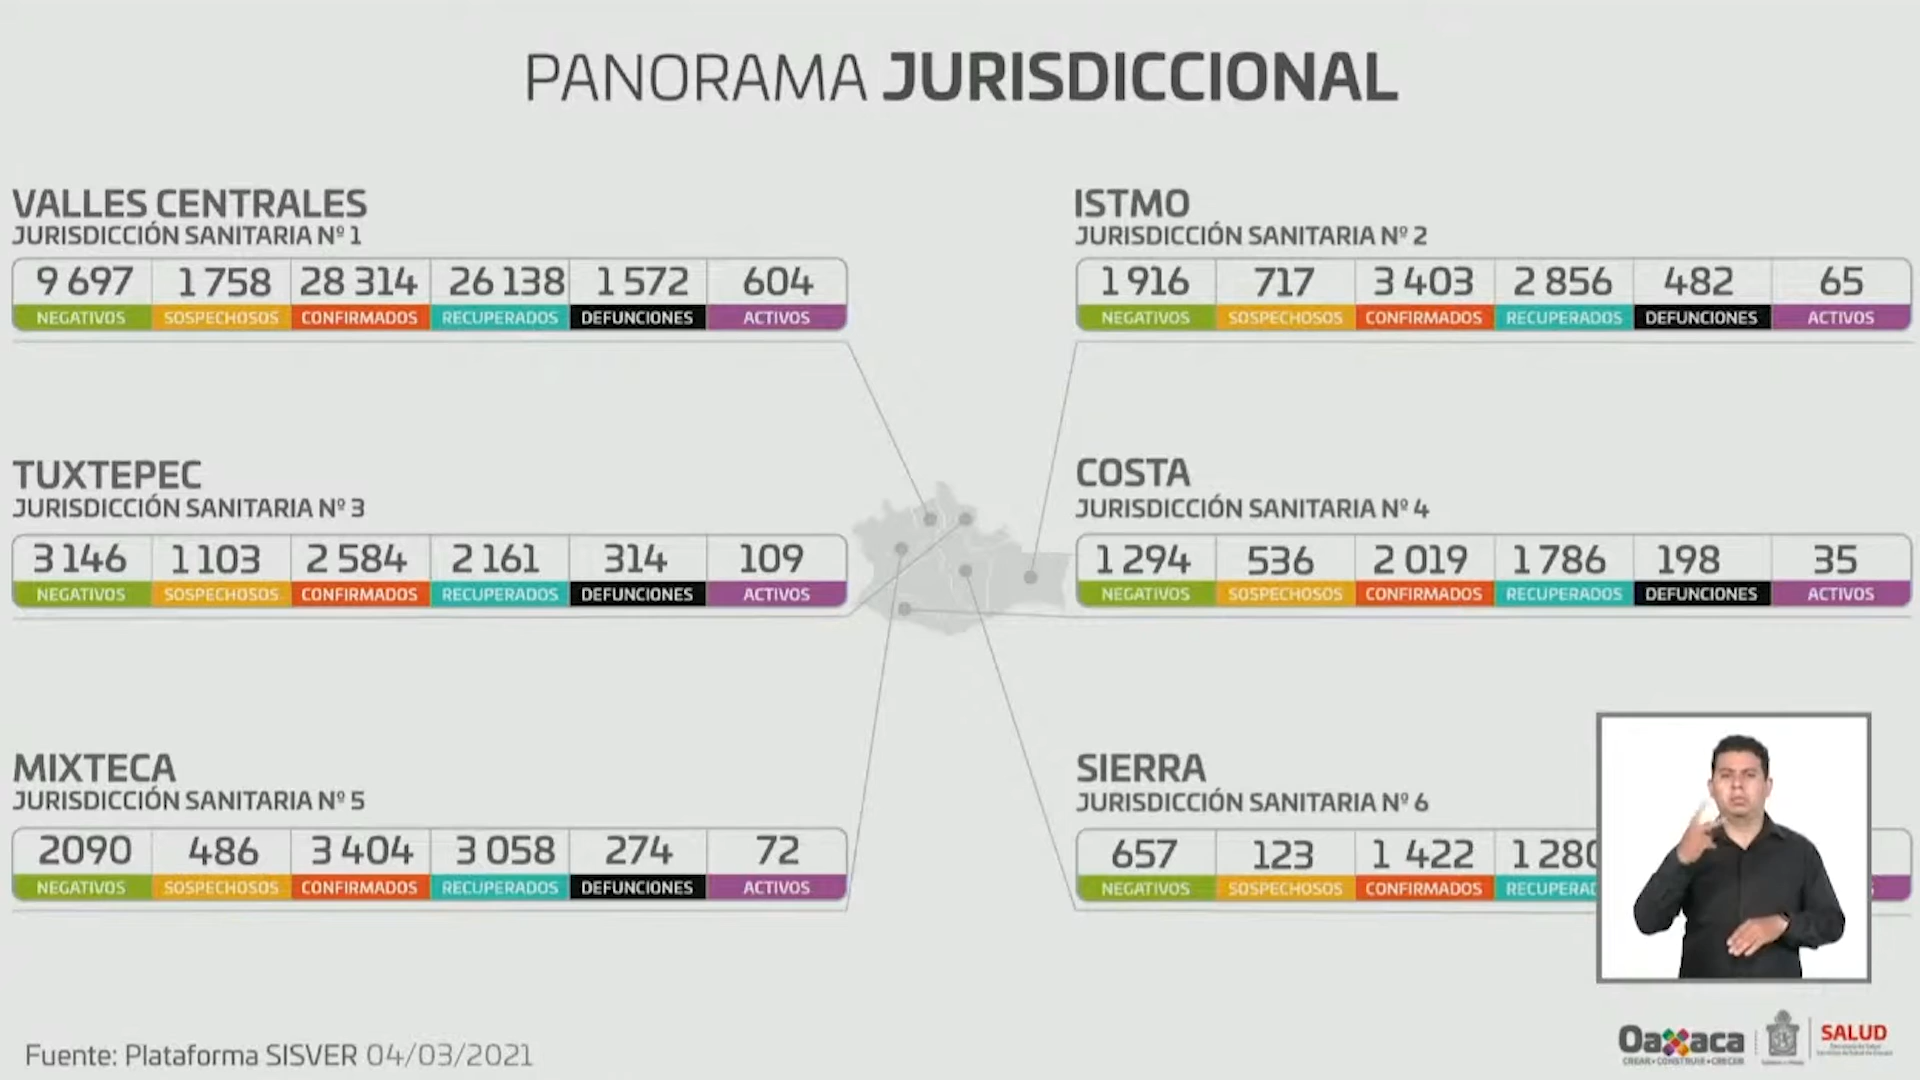 PANORAMA JURISDICCIONAL
VALLES CENTRALES
JURISDICCIÓN SANITARIA Nº 1
9 697 1 758 28 314 26 138 1 572 604
NEGATIVOS SOSPECHOSOS CONFIRMADOS RECUPERADOS DEFUNCIONES ACTIVOS
ISTMO
JURISDICCIÓN SANITARIA Nº 2
1 916 717 3 403 2 856 482 65
NEGATIVOS SOSPECHOSOS CONFIRMADOS RECUPERADOS DEFUNCIONES ACTIVOS
TUXTEPEC
JURISDICCIÓN SANITARIA Nº 3
3 146 1 103 2 584 2 161 314 109
NEGATIVOS SOSPECHOSOS CONFIRMADOS RECUPERADOS DEFUNCIONES ACTIVOS
COSTA
JURISDICCIÓN SANITARIA Nº 4
1 294 536 2 019 1 786 198 35
NEGATIVOS SOSPECHOSOS CONFIRMADOS RECUPERADOS DEFUNCIONES ACTIVOS
MIXTECA
JURISDICCIÓN SANITARIA Nº 5
2090 486 3 404 3 058 274 72
NEGATIVOS SOSPECHOSOS CONFIRMADOS RECUPERADOS DEFUNCIONES ACTIVOS
SIERRA
JURISDICCIÓN SANITARIA Nº 6
657 123 1 422 1 280
NEGATIVOS SOSPECHOSOS CONFIRMADOS RECUPERAD
Fuente: Plataforma SISVER 04/03/2021
Oaxaca
CREAR•CONSTRUIR•CRECER
SALUD